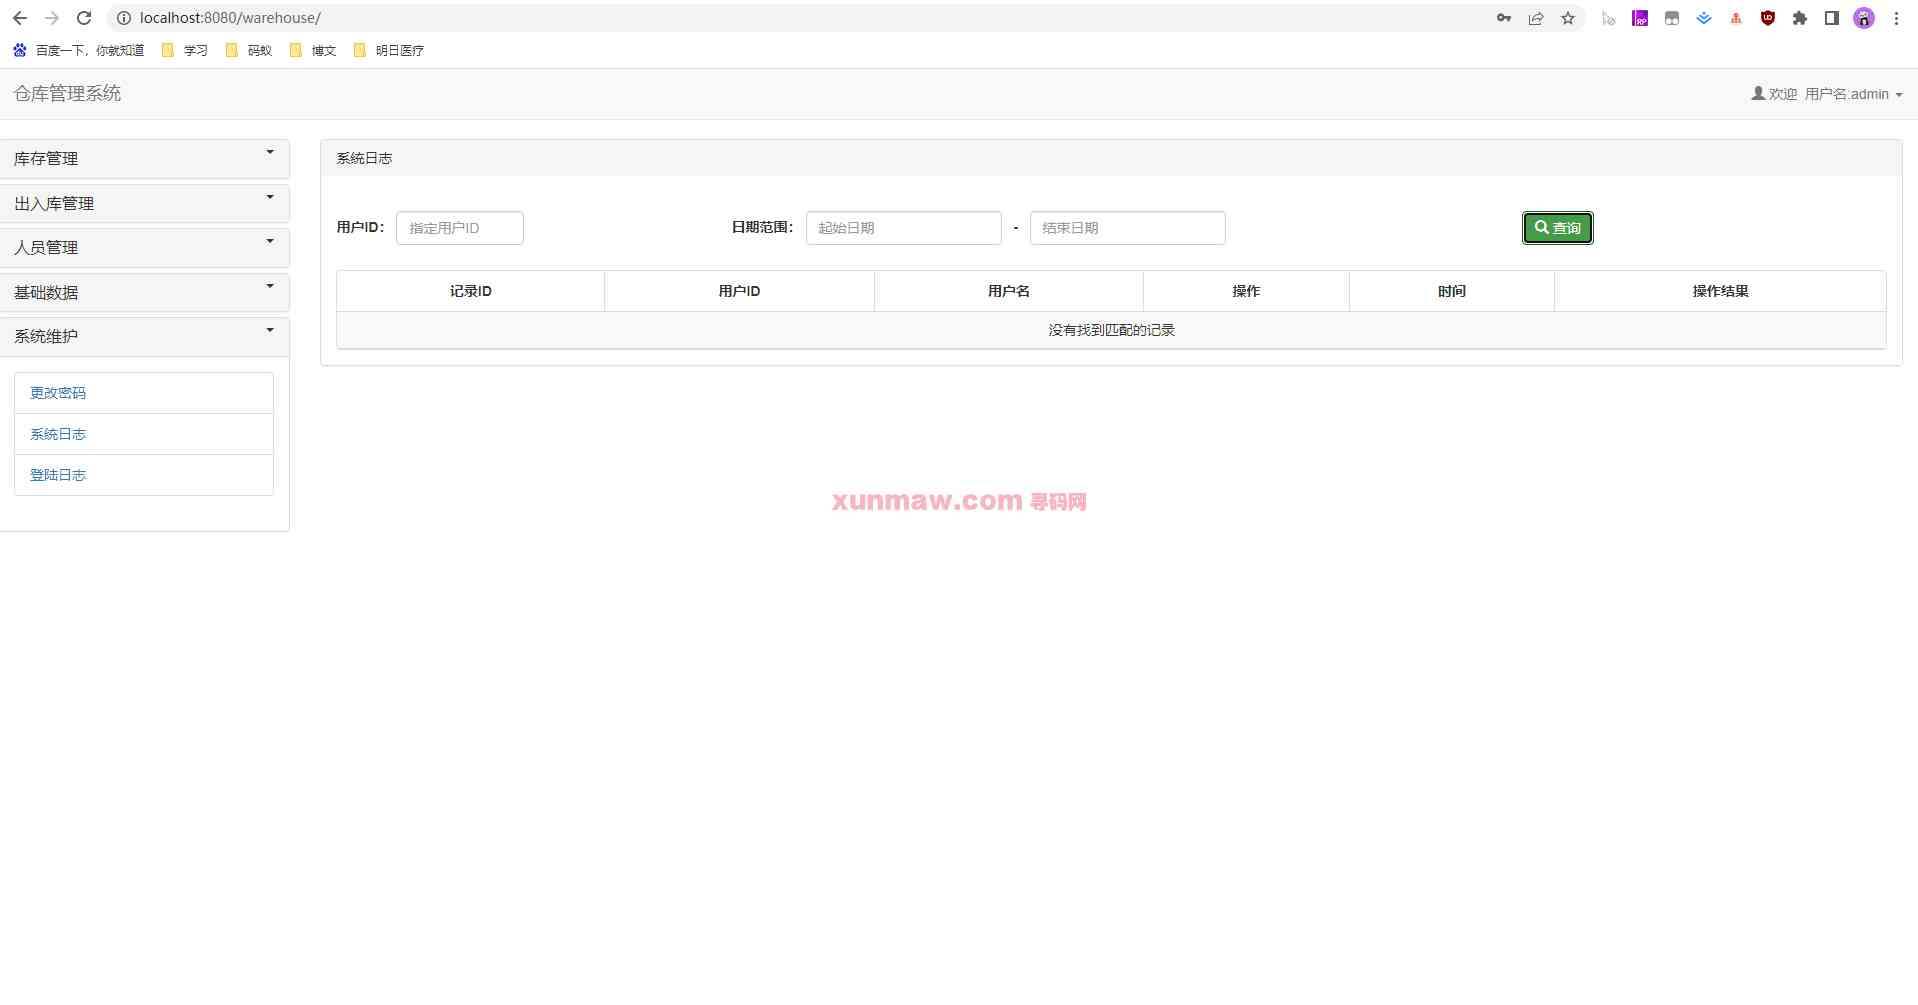 localhost:8080/warehouse/
百度一下，你就知道 学习 码蚁 博文 明日医疗
仓库管理系统 欢迎 用户名:admin
库存管理
出入库管理
人员管理
基础数据
系统维护
更改密码
系统日志
登陆日志
系统日志
用户ID: 指定用户ID 日期范围: 起始日期 - 结束日期 查询
记录ID 用户ID 用户名 操作 时间 操作结果
没有找到匹配的记录
xunmaw.com 寻码网